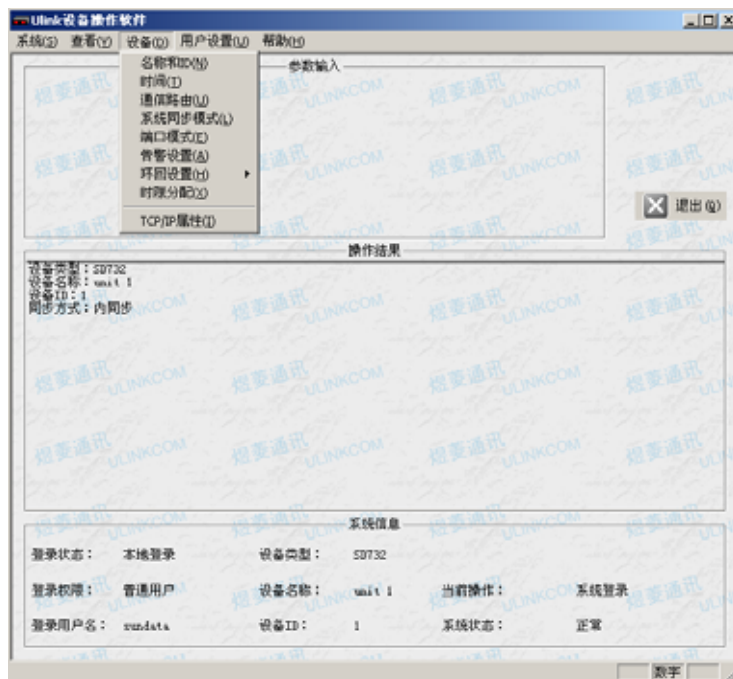 Ulink设备操作软件
系统(S) 查看(Y) 设备(D) 用户设置(U) 帮助(H)
名称和ID(N)
时间(T)
通信路由(U)
系统同步模式(L)
端口模式(E)
告警设置(A)
环回设置(H)
时隙分配(X)
TCP/IP属性(I)
参数输入
退出(Q)
操作结果
设备类型：SD732
设备名称：unit 1
设备ID：1
同步方式：内同步
系统信息
登录状态： 本地登录 设备类型： SD732
登录权限： 普通用户 设备名称： unit 1 当前操作： 系统登录
登录用户名： sundata 设备ID： 1 系统状态： 正常
数字
煜菱通讯
ULINKCOM